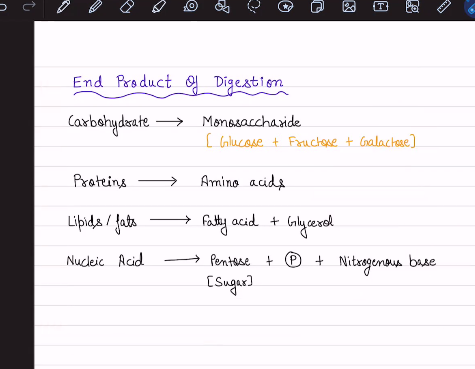 End Product Of Digestion
Carbohydrate → Monosaccharide
[ Glucose + Fructose + Galactose ]
Proteins → Amino acids
Lipids / fats → Fatty acid + Glycerol
Nucleic Acid → Pentose + Ⓟ + Nitrogenous base
[Sugar]